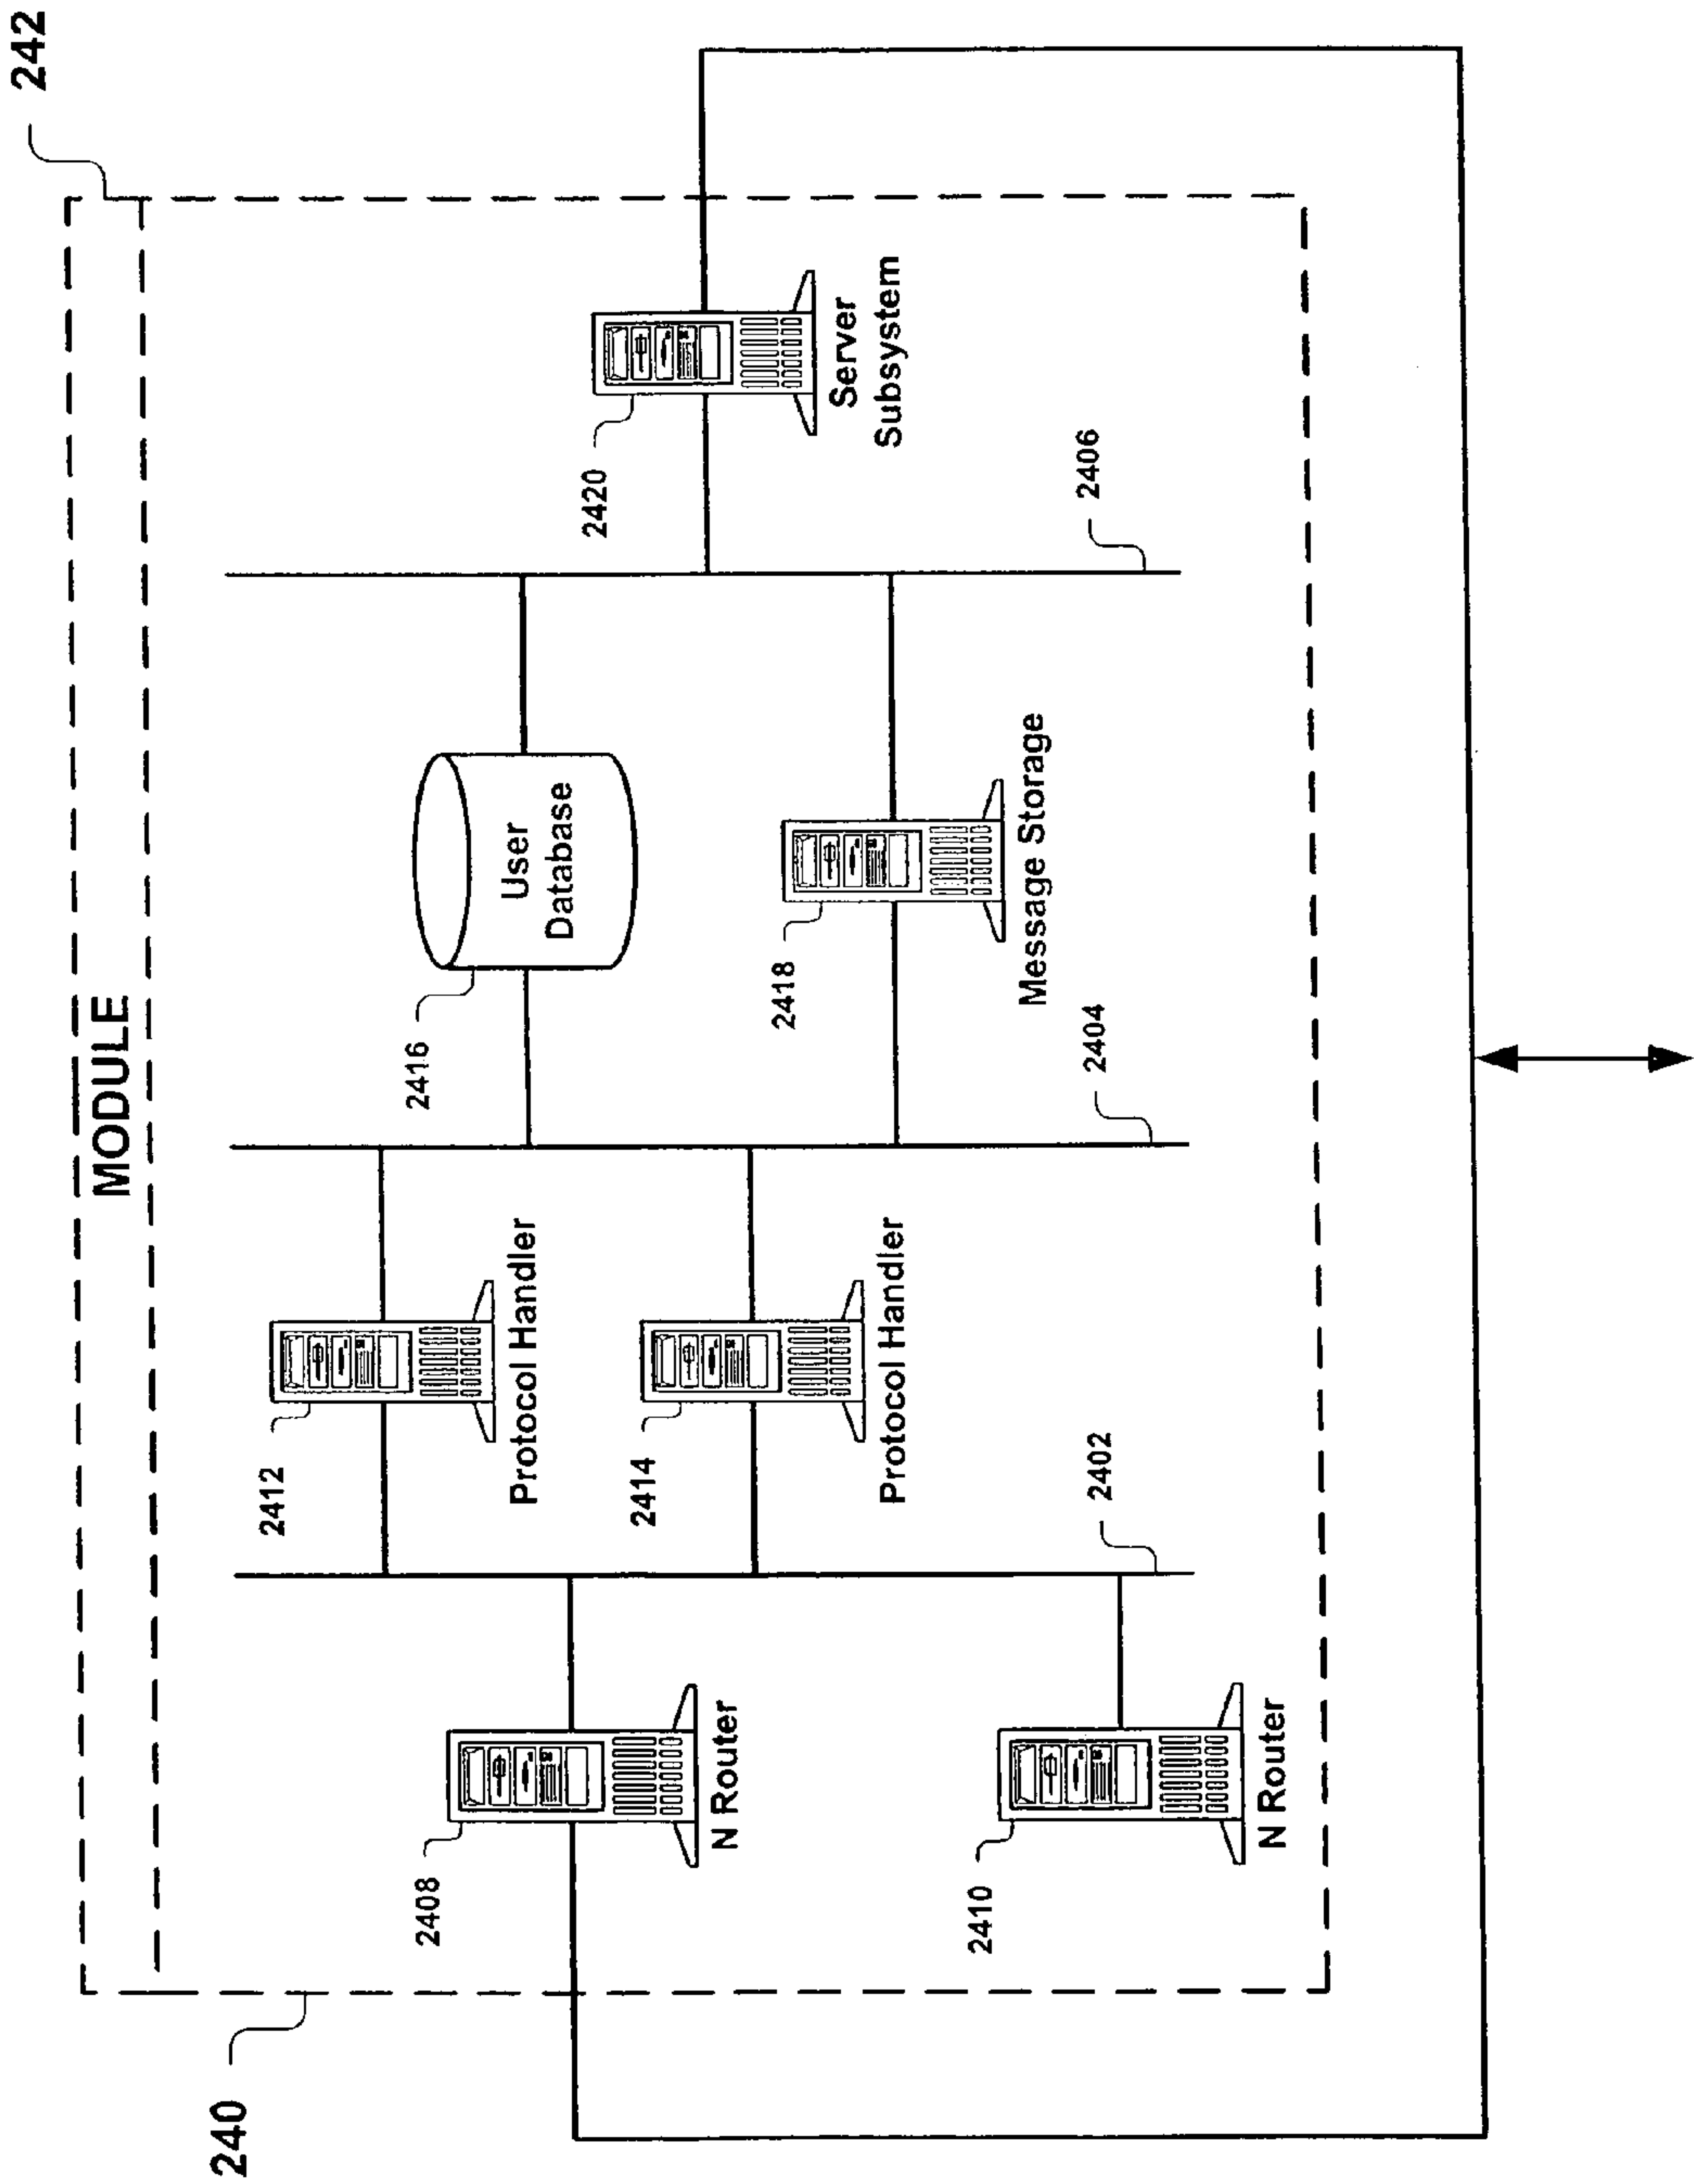 242
MODULE
240
2412
Protocol Handler
2416
User
Database
2408
N Router
2414
Protocol Handler
2418
Message Storage
2420
Server
Subsystem
2410
N Router
2402
2404
2406